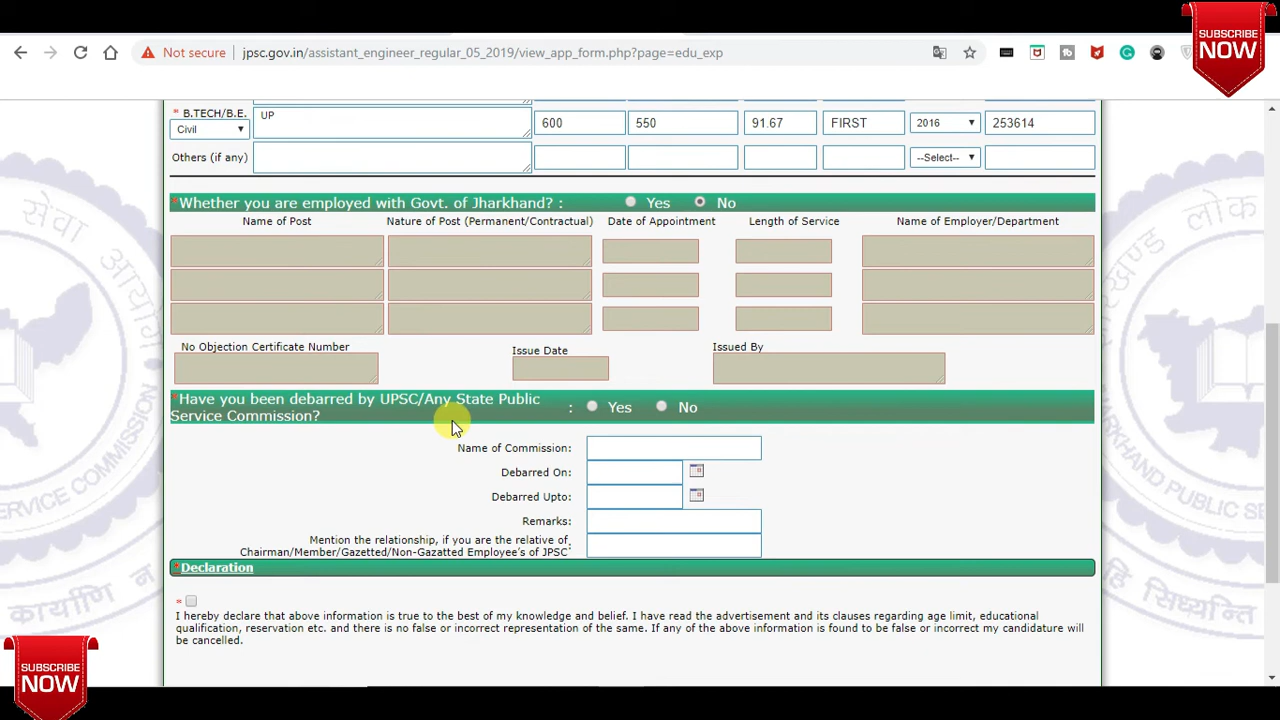 SUBSCRIBE
NOW
Not secure | jpsc.gov.in/assistant_engineer_regular_05_2019/view_app_form.php?page=edu_exp
* B.TECH/B.E.
Civil
UP 600 550 91.67 FIRST 2016 253614
Others (if any) --Select--
*Whether you are employed with Govt. of Jharkhand? : Yes No
Name of Post Nature of Post (Permanent/Contractual) Date of Appointment Length of Service Name of Employer/Department
No Objection Certificate Number Issue Date Issued By
*Have you been debarred by UPSC/Any State Public
Service Commission? : Yes No
Name of Commission:
Debarred On:
Debarred Upto:
Remarks:
Mention the relationship, if you are the relative of
Chairman/Member/Gazetted/Non-Gazatted Employee's of JPSC:
*Declaration
*
I hereby declare that above information is true to the best of my knowledge and belief. I have read the advertisement and its clauses regarding age limit, educational
qualification, reservation etc. and there is no false or incorrect representation of the same. If any of the above information is found to be false or incorrect my candidature will
be cancelled.
SUBSCRIBE
NOW